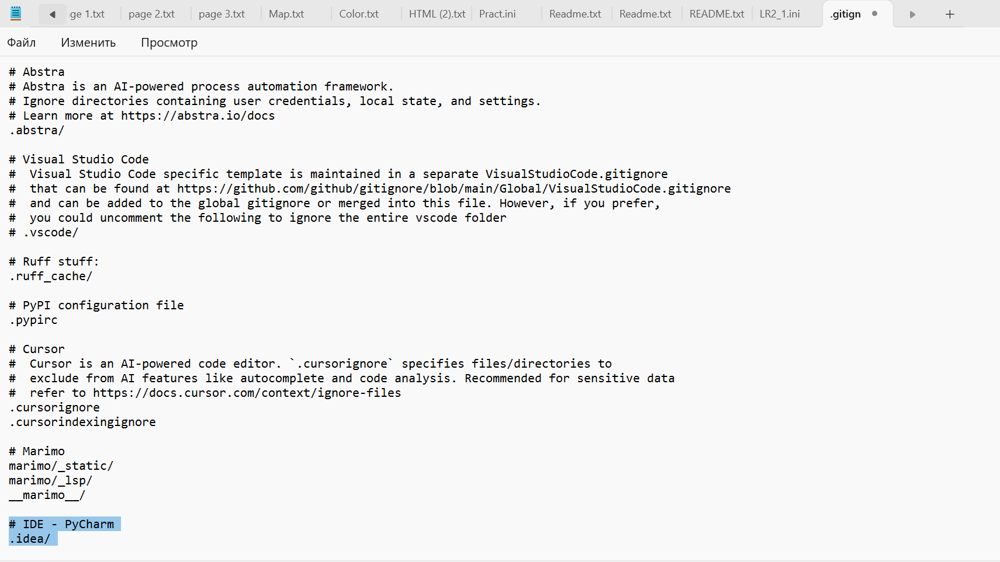 ge 1.txt page 2.txt page 3.txt Map.txt Color.txt HTML (2).txt Pract.ini Readme.txt Readme.txt README.txt LR2_1.ini .gitign
Файл Изменить Просмотр
# Abstra
# Abstra is an AI-powered process automation framework.
# Ignore directories containing user credentials, local state, and settings.
# Learn more at https://abstra.io/docs
.abstra/

# Visual Studio Code
#  Visual Studio Code specific template is maintained in a separate VisualStudioCode.gitignore
#  that can be found at https://github.com/github/gitignore/blob/main/Global/VisualStudioCode.gitignore
#  and can be added to the global gitignore or merged into this file. However, if you prefer,
#  you could uncomment the following to ignore the entire vscode folder
# .vscode/

# Ruff stuff:
.ruff_cache/

# PyPI configuration file
.pypirc

# Cursor
#  Cursor is an AI-powered code editor. `.cursorignore` specifies files/directories to
#  exclude from AI features like autocomplete and code analysis. Recommended for sensitive data
#  refer to https://docs.cursor.com/context/ignore-files
.cursorignore
.cursorindexingignore

# Marimo
marimo/_static/
marimo/_lsp/
__marimo__/

# IDE - PyCharm
.idea/